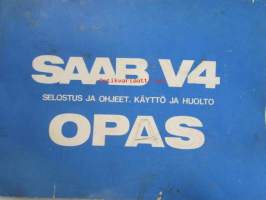 SAAB V4
SELOSTUS JA OHJEET. KÄYTTÖ JA HUOLTO
OPAS